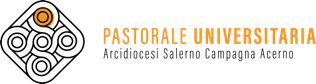 PASTORALE UNIVERSITARIA
Arcidiocesi Salerno Campagna Acerno